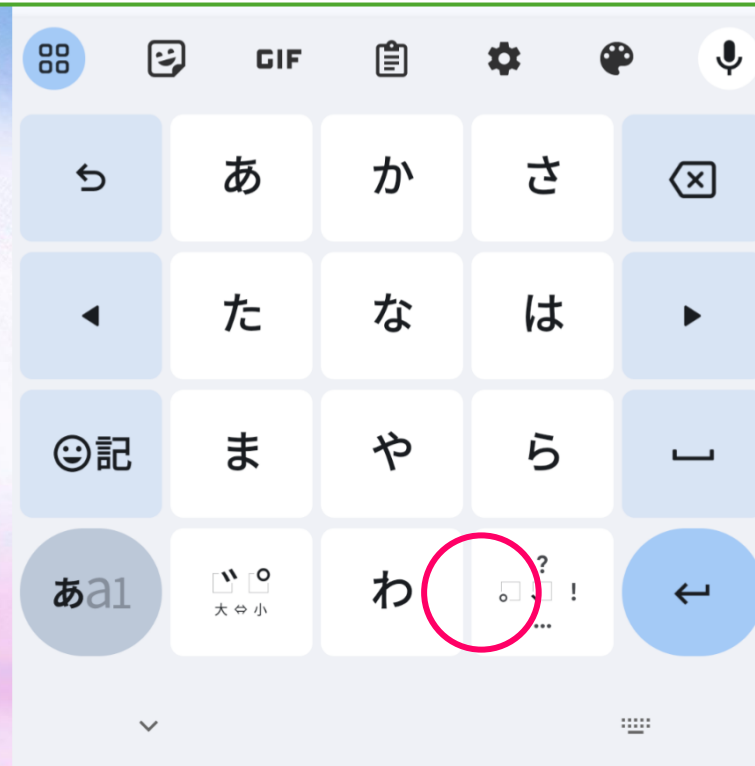 GIF
あ か さ
た な は
記 ま や ら
あa1 大⇔小 わ 。、?!…